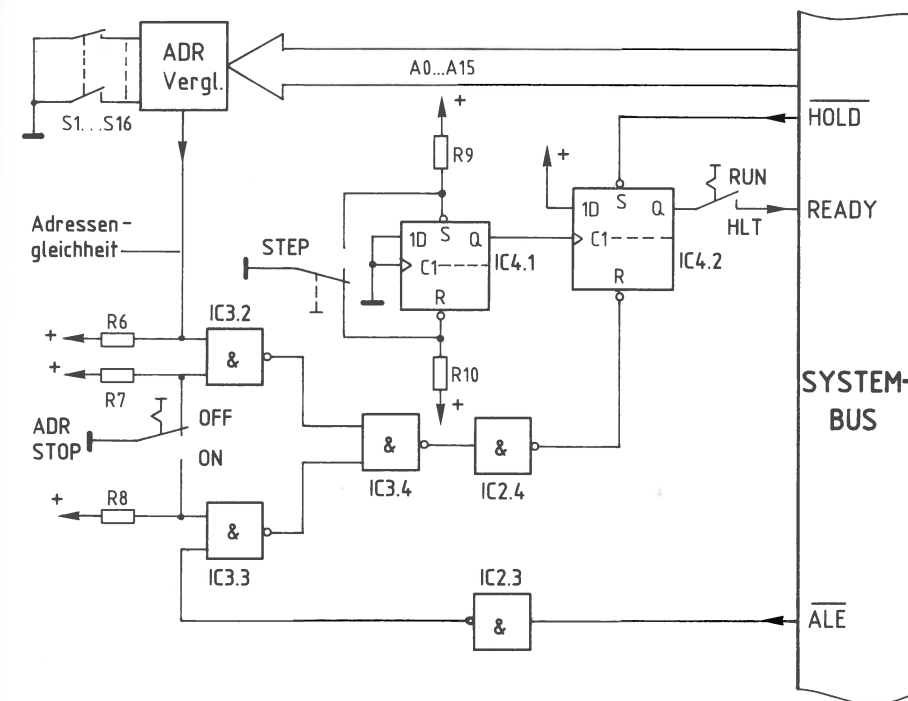 ADR
Vergl.
S1...S16
A0...A15
+
R9
HOLD
+
1D
S
Q
C1
R
IC4.2
RUN
HLT
READY
Adressen-
gleichheit
STEP
1D
S
Q
C1
R
IC4.1
+
R6
IC3.2
&
+
R7
R10
+
ADR
STOP
OFF
ON
&
IC3.4
&
IC2.4
SYSTEM-
BUS
+
R8
&
IC3.3
IC2.3
&
ALE